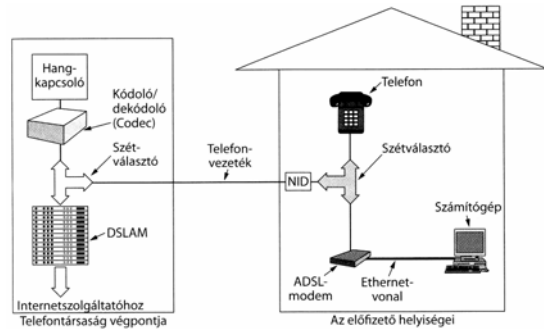 Hang-
kapcsoló
Kódoló/
dekódoló
(Codec)
Szét-
választó
DSLAM
Internetszolgáltatóhoz
Telefontársaság végpontja
Telefon-
vezeték
NID
Telefon
Szétválasztó
Számítógép
ADSL-
modem
Ethernet-
vonal
Az előfizető helyiségei